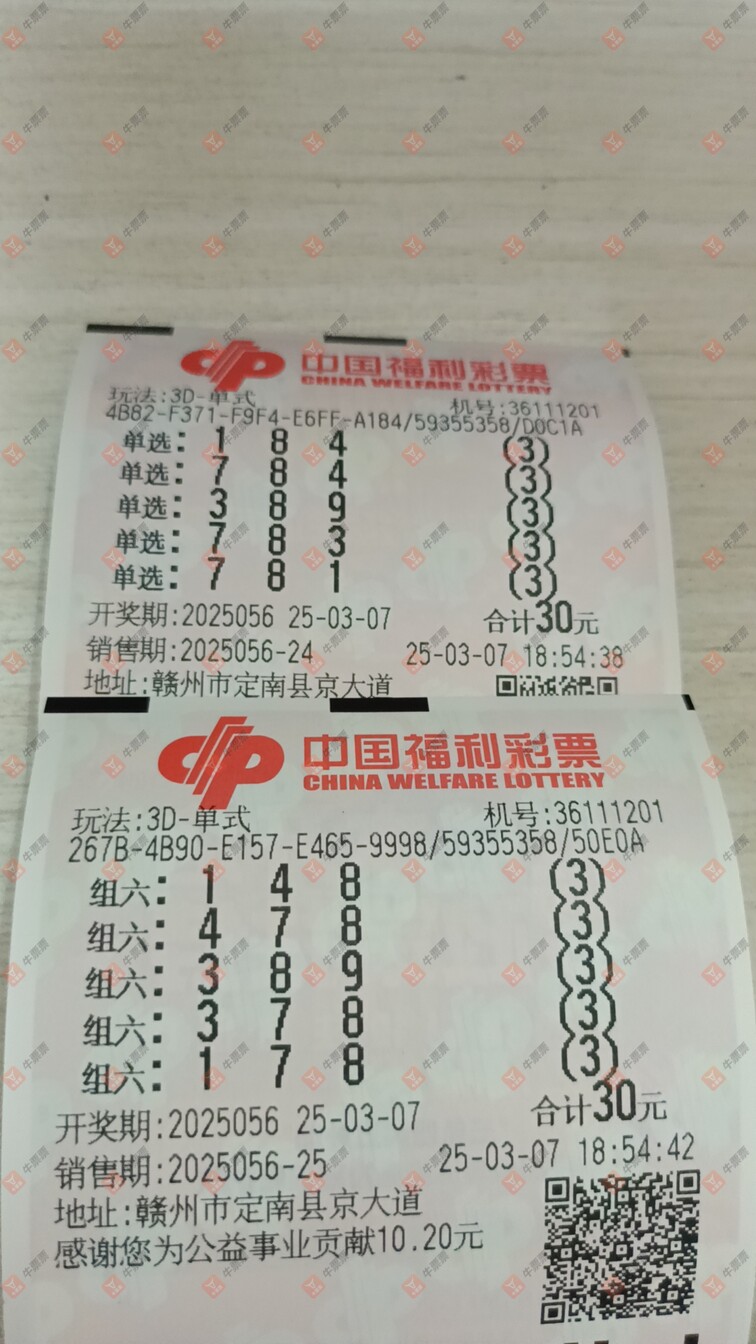 中国福利彩票
CHINA WELFARE LOTTERY
玩法:3D-单式 机号:36111201
4B82-F371-F9F4-E6FF-A184/59355358/D0C1A
单选: 1 8 4 (3)
单选: 7 8 4 (3)
单选: 3 8 9 (3)
单选: 7 8 3 (3)
单选: 7 8 1 (3)
开奖期:2025056 25-03-07 合计30元
销售期:2025056-24 25-03-07 18:54:38
地址:赣州市定南县京大道
中国福利彩票
CHINA WELFARE LOTTERY
玩法:3D-单式 机号:36111201
267B-4B90-E157-E465-9998/59355358/50E0A
组六: 1 4 8 (3)
组六: 4 7 8 (3)
组六: 3 8 9 (3)
组六: 3 7 8 (3)
组六: 1 7 8 (3)
开奖期:2025056 25-03-07 合计30元
销售期:2025056-25 25-03-07 18:54:42
地址:赣州市定南县京大道
感谢您为公益事业贡献10.20元